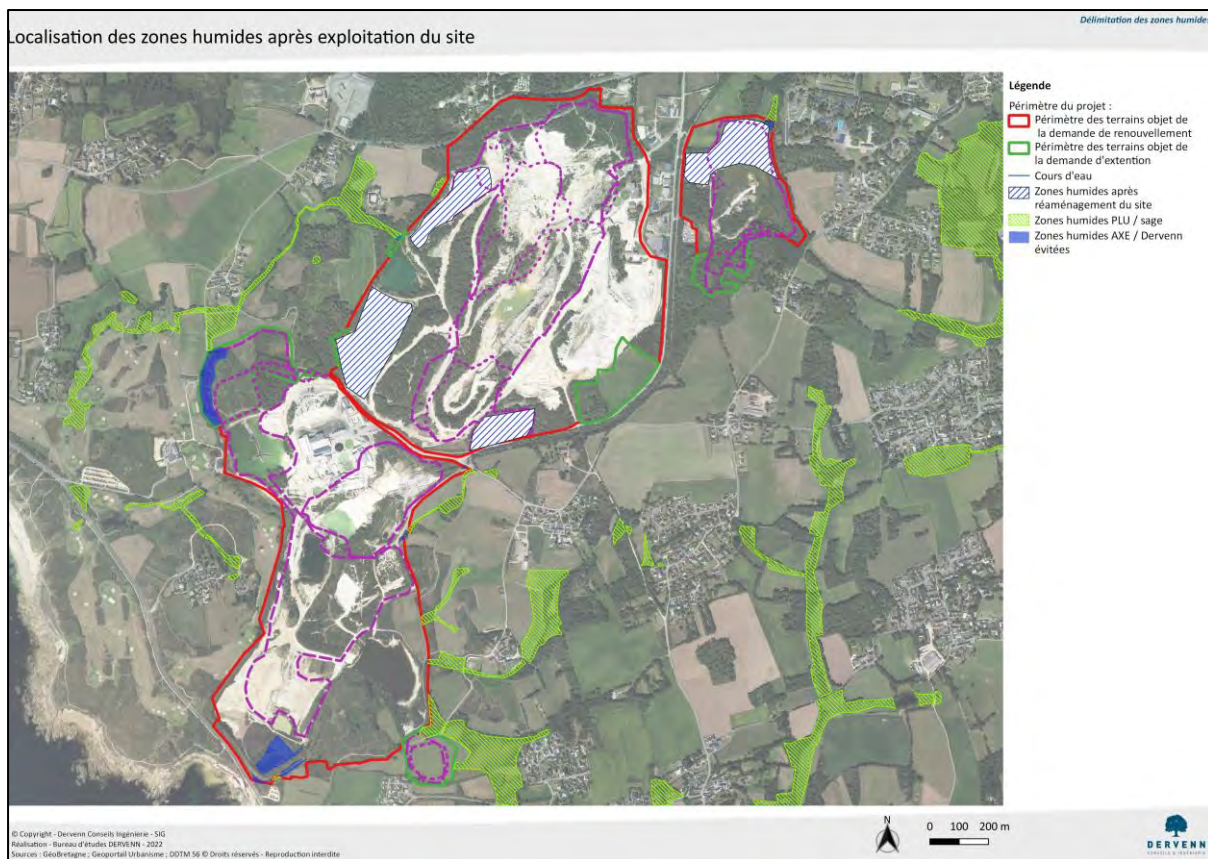 Délimitation des zones humides
Localisation des zones humides après exploitation du site
Légende
Périmètre du projet :
Périmètre des terrains objet de
la demande de renouvellement
Périmètre des terrains objet de
la demande d'extention
Cours d'eau
Zones humides après
réaménagement du site
Zones humides PLU / sage
Zones humides AXE / Dervenn
évitées
© Copyright - Dervenn Conseils Ingénierie - SIG
Réalisation - Bureau d'études DERVENN - 2022
Sources : GéoBretagne ; Geoportail Urbanisme ; DDTM 56 © Droits réservés - Reproduction interdite
N
0 100 200 m
DERVENN
CONSEILS & INGÉNIERIE